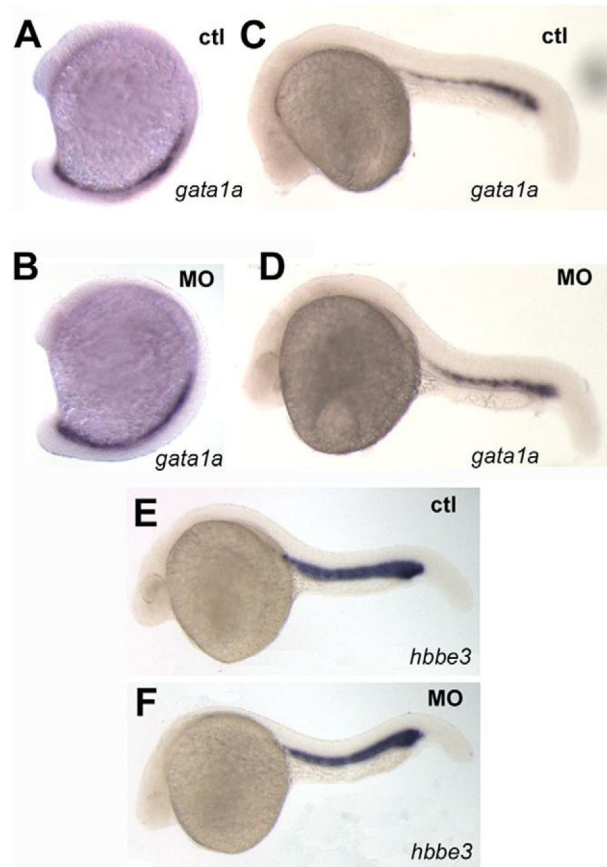 A ctl
gata1a
C ctl
gata1a
B MO
gata1a
D MO
gata1a
E ctl
hbbe3
F MO
hbbe3